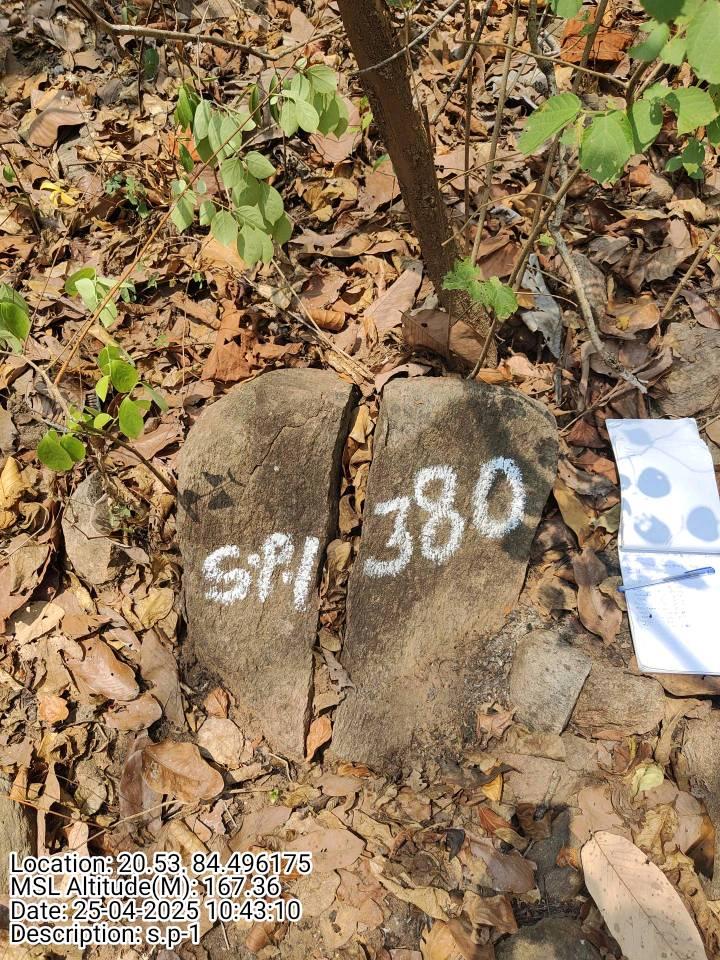 S.P.1 380
Location: 20.53, 84.496175
MSL Altitude(M): 167.36
Date: 25-04-2025 10:43:10
Description: s.p-1